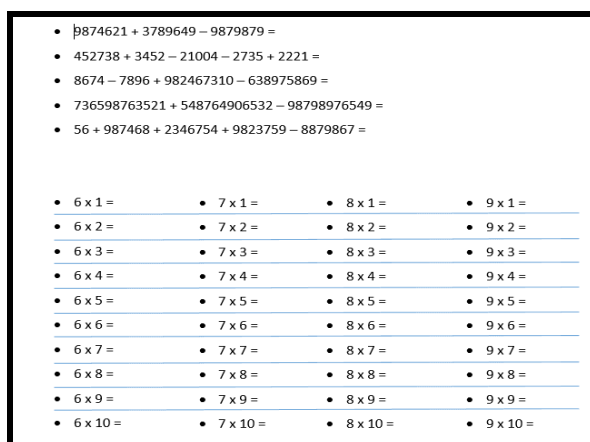 • 9874621 + 3789649 – 9879879 =
• 452738 + 3452 – 21004 – 2735 + 2221 =
• 8674 – 7896 + 982467310 – 638975869 =
• 736598763521 + 548764906532 – 98798976549 =
• 56 + 987468 + 2346754 + 9823759 – 8879867 =
• 6 x 1 = • 7 x 1 = • 8 x 1 = • 9 x 1 =
• 6 x 2 = • 7 x 2 = • 8 x 2 = • 9 x 2 =
• 6 x 3 = • 7 x 3 = • 8 x 3 = • 9 x 3 =
• 6 x 4 = • 7 x 4 = • 8 x 4 = • 9 x 4 =
• 6 x 5 = • 7 x 5 = • 8 x 5 = • 9 x 5 =
• 6 x 6 = • 7 x 6 = • 8 x 6 = • 9 x 6 =
• 6 x 7 = • 7 x 7 = • 8 x 7 = • 9 x 7 =
• 6 x 8 = • 7 x 8 = • 8 x 8 = • 9 x 8 =
• 6 x 9 = • 7 x 9 = • 8 x 9 = • 9 x 9 =
• 6 x 10 = • 7 x 10 = • 8 x 10 = • 9 x 10 =